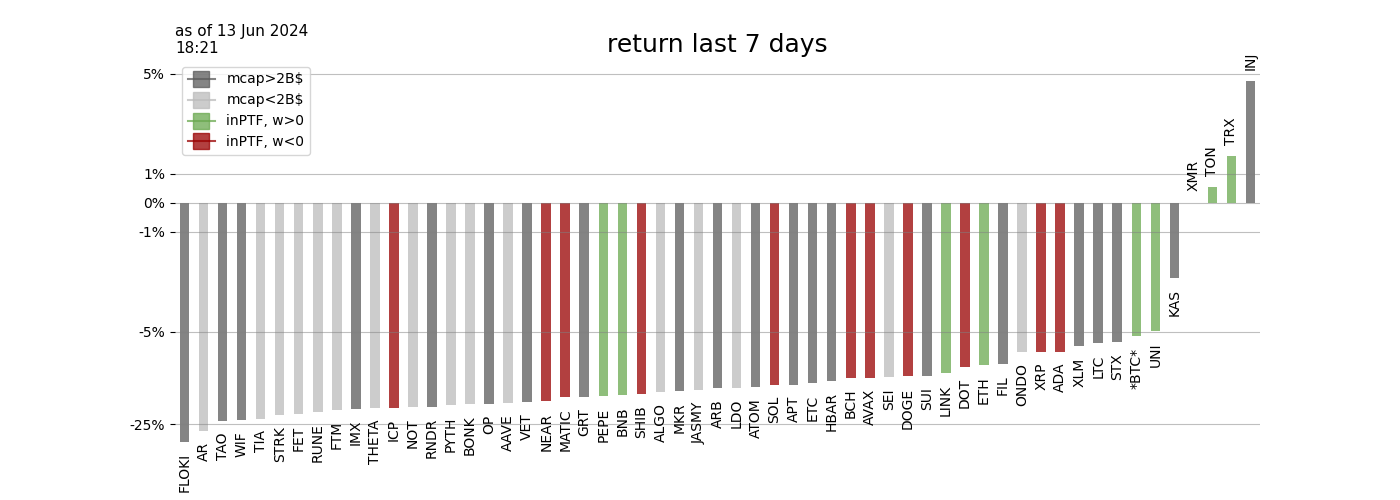 as of 13 Jun 2024
18:21
return last 7 days
mcap>2B$
mcap<2B$
inPTF, w>0
inPTF, w<0
5%
1%
0%
-1%
-5%
-25%
FLOKI
AR
TAO
WIF
TIA
STRK
FET
RUNE
FTM
IMX
THETA
ICP
NOT
RNDR
PYTH
BONK
OP
AAVE
VET
NEAR
MATIC
GRT
PEPE
BNB
SHIB
ALGO
MKR
JASMY
ARB
LDO
ATOM
SOL
APT
ETC
HBAR
BCH
AVAX
SEI
DOGE
SUI
LINK
DOT
ETH
FIL
ONDO
XRP
ADA
XLM
LTC
STX
*BTC*
UNI
KAS
XMR
TON
TRX
INJ